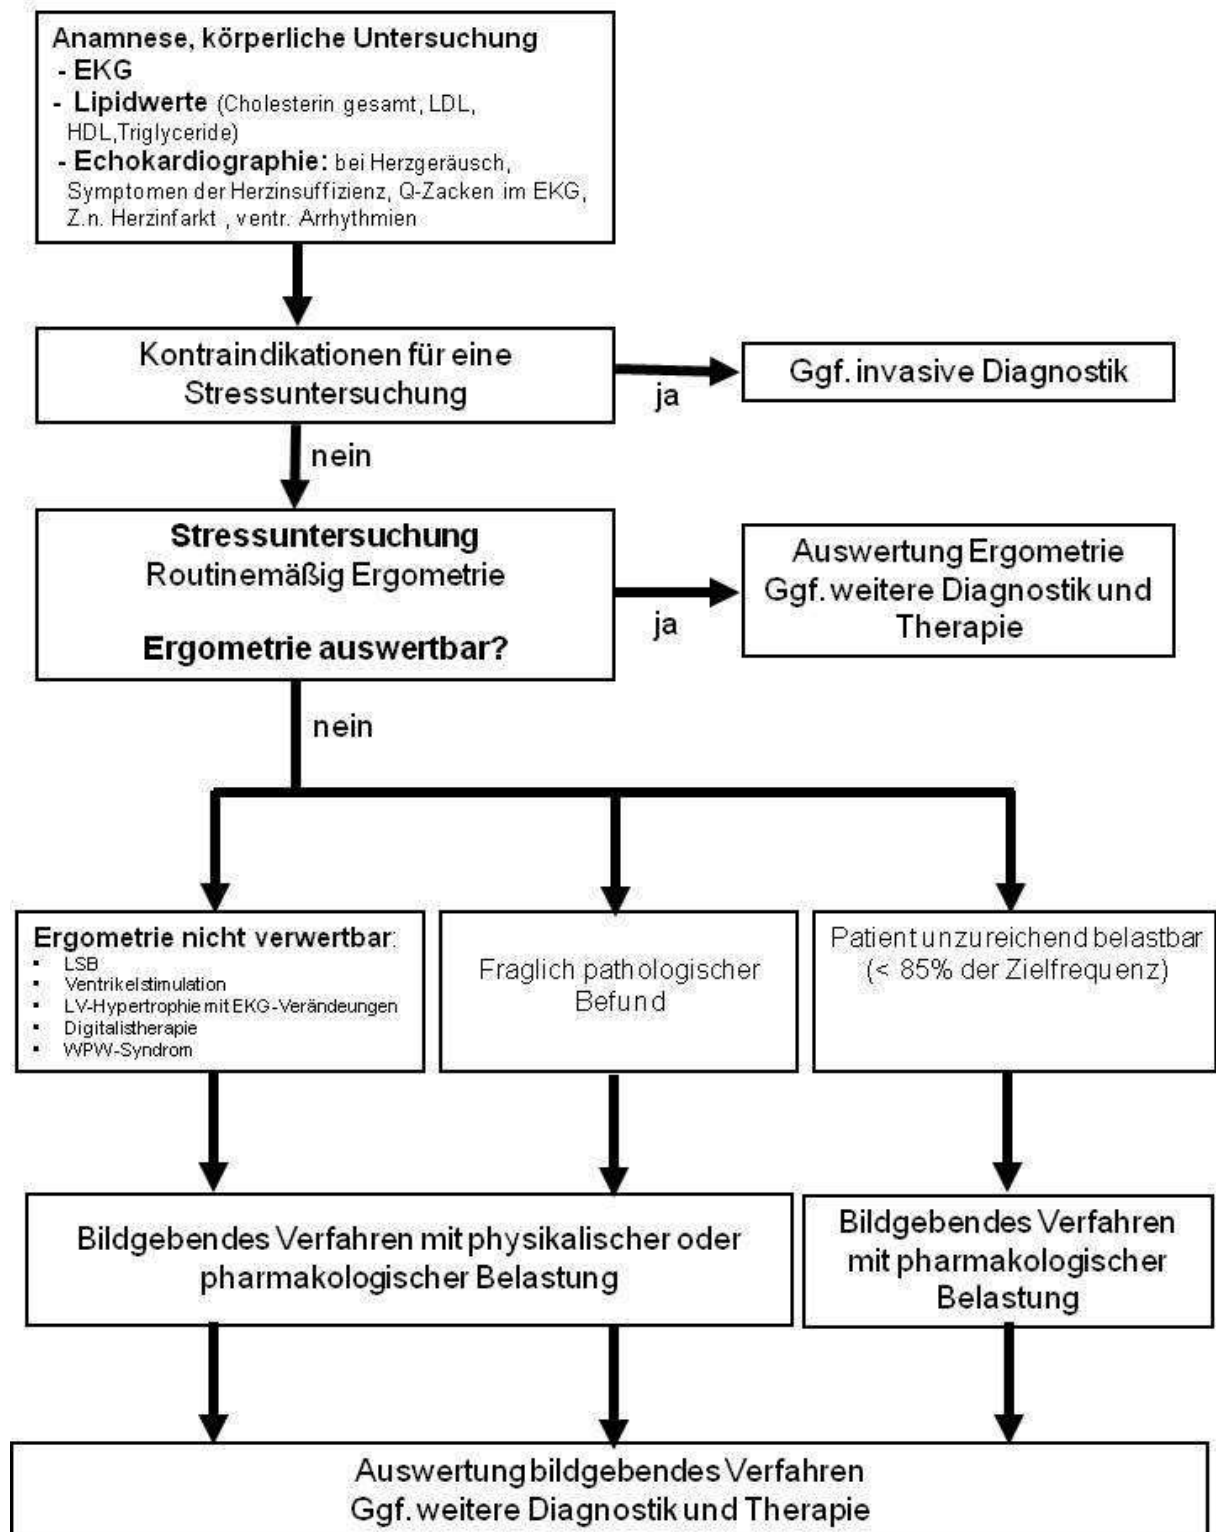 Anamnese, körperliche Untersuchung
- EKG
- Lipidwerte (Cholesterin gesamt, LDL,
HDL,Triglyceride)
- Echokardiographie: bei Herzgeräusch,
Symptomen der Herzinsuffizienz, Q-Zacken im EKG,
Z.n. Herzinfarkt , ventr. Arrhythmien
Kontraindikationen für eine
Stressuntersuchung
ja
Ggf. invasive Diagnostik
nein
Stressuntersuchung
Routinemäßig Ergometrie
Ergometrie auswertbar?
ja
Auswertung Ergometrie
Ggf. weitere Diagnostik und
Therapie
nein
Ergometrie nicht verwertbar:
▪ LSB
▪ Ventrikelstimulation
▪ LV-Hypertrophie mit EKG-Verändeungen
▪ Digitalistherapie
▪ WPW-Syndrom
Fraglich pathologischer
Befund
Patient unzureichend belastbar
(< 85% der Zielfrequenz)
Bildgebendes Verfahren mit physikalischer oder
pharmakologischer Belastung
Bildgebendes Verfahren
mit pharmakologischer
Belastung
Auswertung bildgebendes Verfahren
Ggf. weitere Diagnostik und Therapie